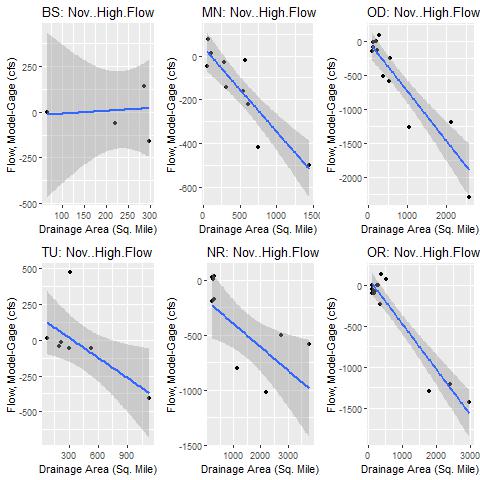 BS: Nov..High.Flow
MN: Nov..High.Flow
OD: Nov..High.Flow
Flow, Model-Gage (cfs)
250
0
-250
-500
100
150
200
250
300
Drainage Area (Sq. Mile)
Flow, Model-Gage (cfs)
0
-200
-400
-600
0
500
1000
1500
Drainage Area (Sq. Mile)
Flow, Model-Gage (cfs)
0
-500
-1000
-1500
-2000
0
1000
2000
Drainage Area (Sq. Mile)
TU: Nov..High.Flow
NR: Nov..High.Flow
OR: Nov..High.Flow
Flow, Model-Gage (cfs)
500
250
0
-250
-500
300
600
900
Drainage Area (Sq. Mile)
Flow, Model-Gage (cfs)
0
-500
-1000
-1500
1000
2000
3000
Drainage Area (Sq. Mile)
Flow, Model-Gage (cfs)
0
-500
-1000
-1500
0
1000
2000
3000
Drainage Area (Sq. Mile)